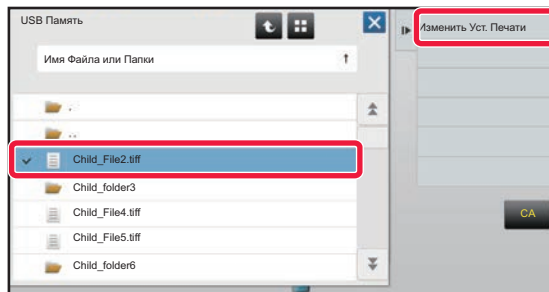 USB Память
Изменить Уст. Печати
Имя Файла или Папки
.
..
Child_File2.tiff
Child_folder3
Child_File4.tiff
Child_File5.tiff
Child_folder6
CA